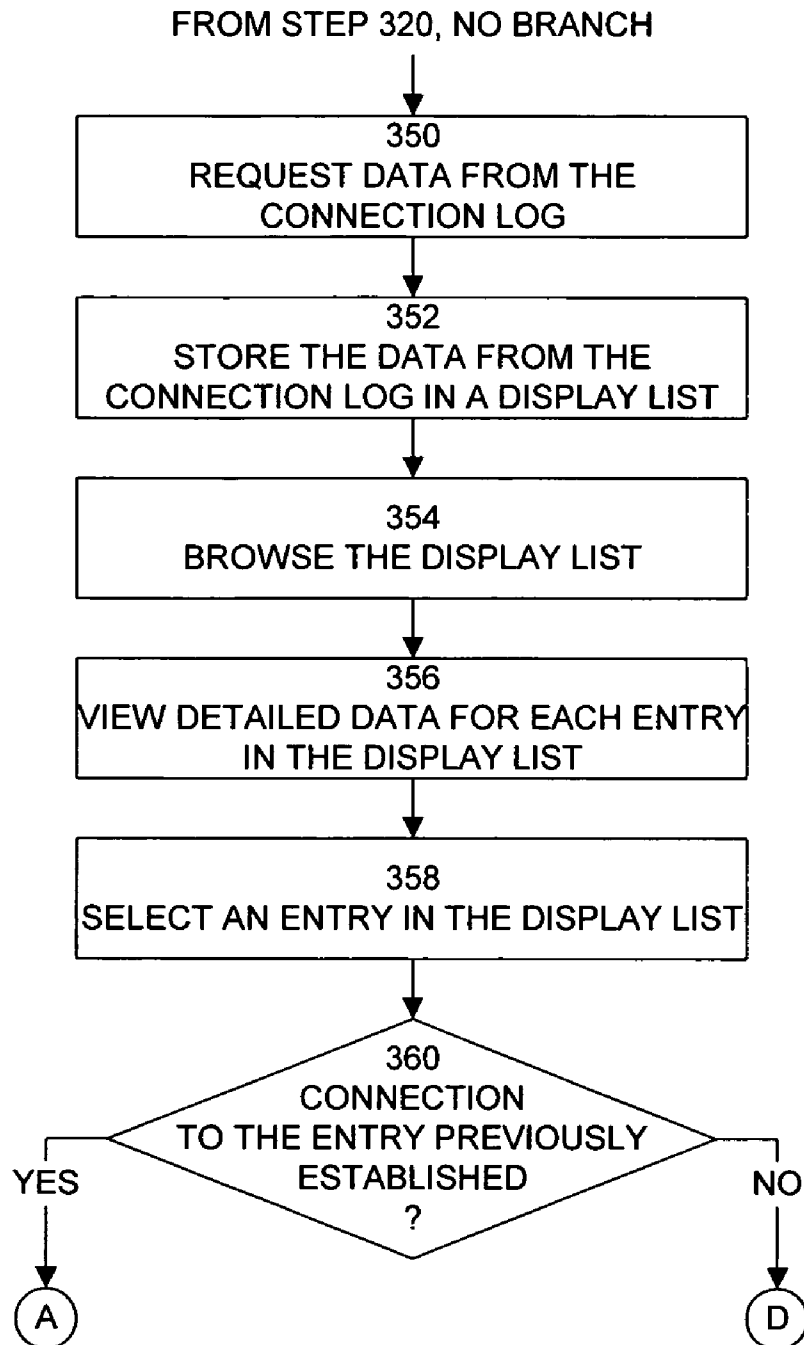 FROM STEP 320, NO BRANCH
350
REQUEST DATA FROM THE
CONNECTION LOG
352
STORE THE DATA FROM THE
CONNECTION LOG IN A DISPLAY LIST
354
BROWSE THE DISPLAY LIST
356
VIEW DETAILED DATA FOR EACH ENTRY
IN THE DISPLAY LIST
358
SELECT AN ENTRY IN THE DISPLAY LIST
360
CONNECTION
TO THE ENTRY PREVIOUSLY
ESTABLISHED
?
YES
NO
A
D